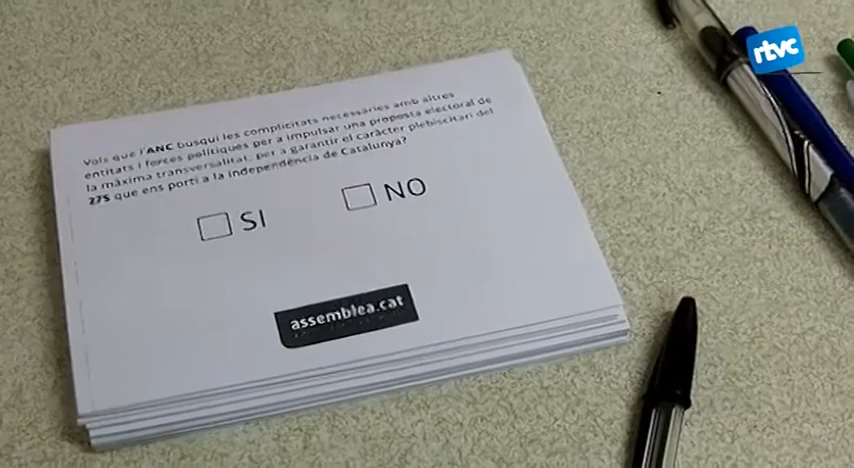 rtvc
Vols que l'ANC busqui les complicitats necessàries amb altres
entitats i forces polítiques per a impulsar una proposta electoral de
la màxima transversalitat, per a garantir el caràcter plebiscitari del
27S que ens porti a la independència de Catalunya?
SI NO
assemblea.cat